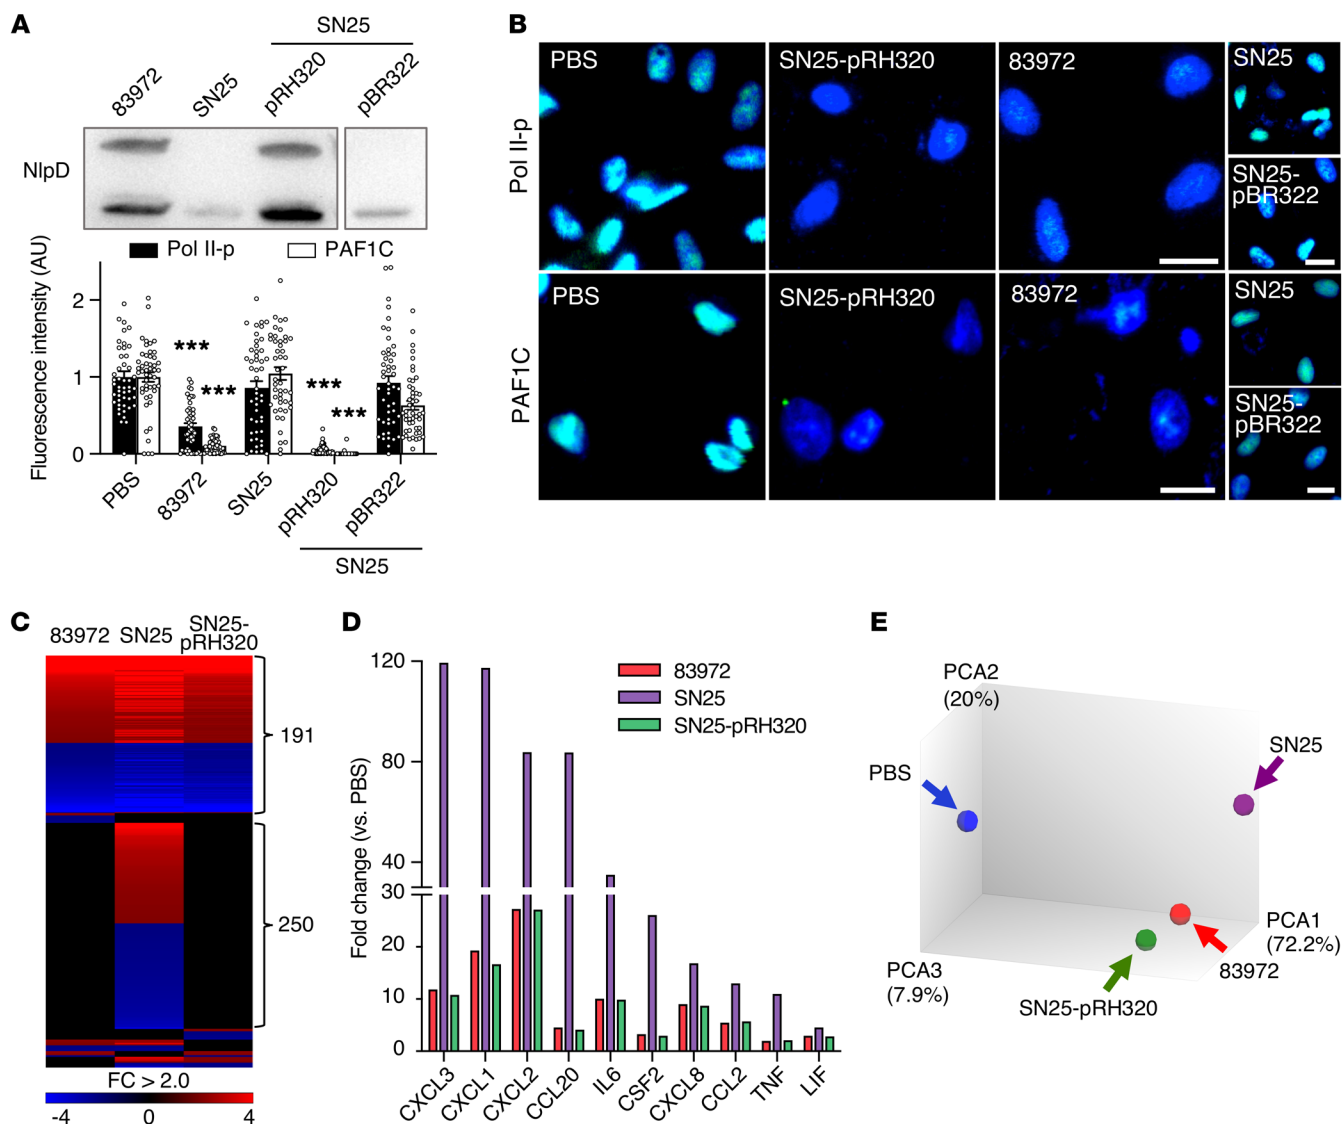 A
SN25
83972
SN25
pRH320
pBR322
NlpD
Pol II-p
PAF1C
Fluorescence intensity (AU)
2
1
0
***
***
***
***
PBS
83972
SN25
pRH320
pBR322
SN25
B
Pol II-p
PBS
SN25-pRH320
83972
SN25
SN25-
pBR322
PAF1C
PBS
SN25-pRH320
83972
SN25
SN25-
pBR322
C
83972
SN25
SN25-
pRH320
191
250
FC > 2.0
-4
0
4
D
Fold change (vs. PBS)
120
80
40
30
20
10
0
83972
SN25
SN25-pRH320
CXCL3
CXCL1
CXCL2
CCL20
IL6
CSF2
CXCL8
CCL2
TNF
LIF
E
PCA2
(20%)
PBS
SN25
PCA1
(72.2%)
83972
SN25-pRH320
PCA3
(7.9%)